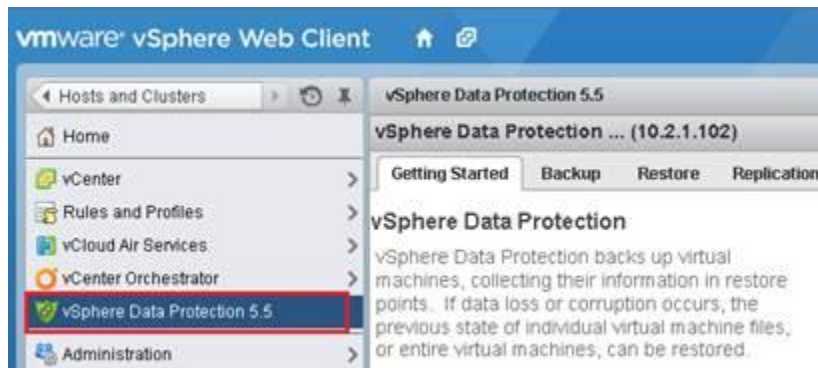 vmware® vSphere Web Client
Hosts and Clusters
Home
vCenter
Rules and Profiles
vCloud Air Services
vCenter Orchestrator
vSphere Data Protection 5.5
Administration
vSphere Data Protection 5.5
vSphere Data Protection ... (10.2.1.102)
Getting Started Backup Restore Replication
vSphere Data Protection
vSphere Data Protection backs up virtual
machines, collecting their information in restore
points. If data loss or corruption occurs, the
previous state of individual virtual machine files,
or entire virtual machines, can be restored.